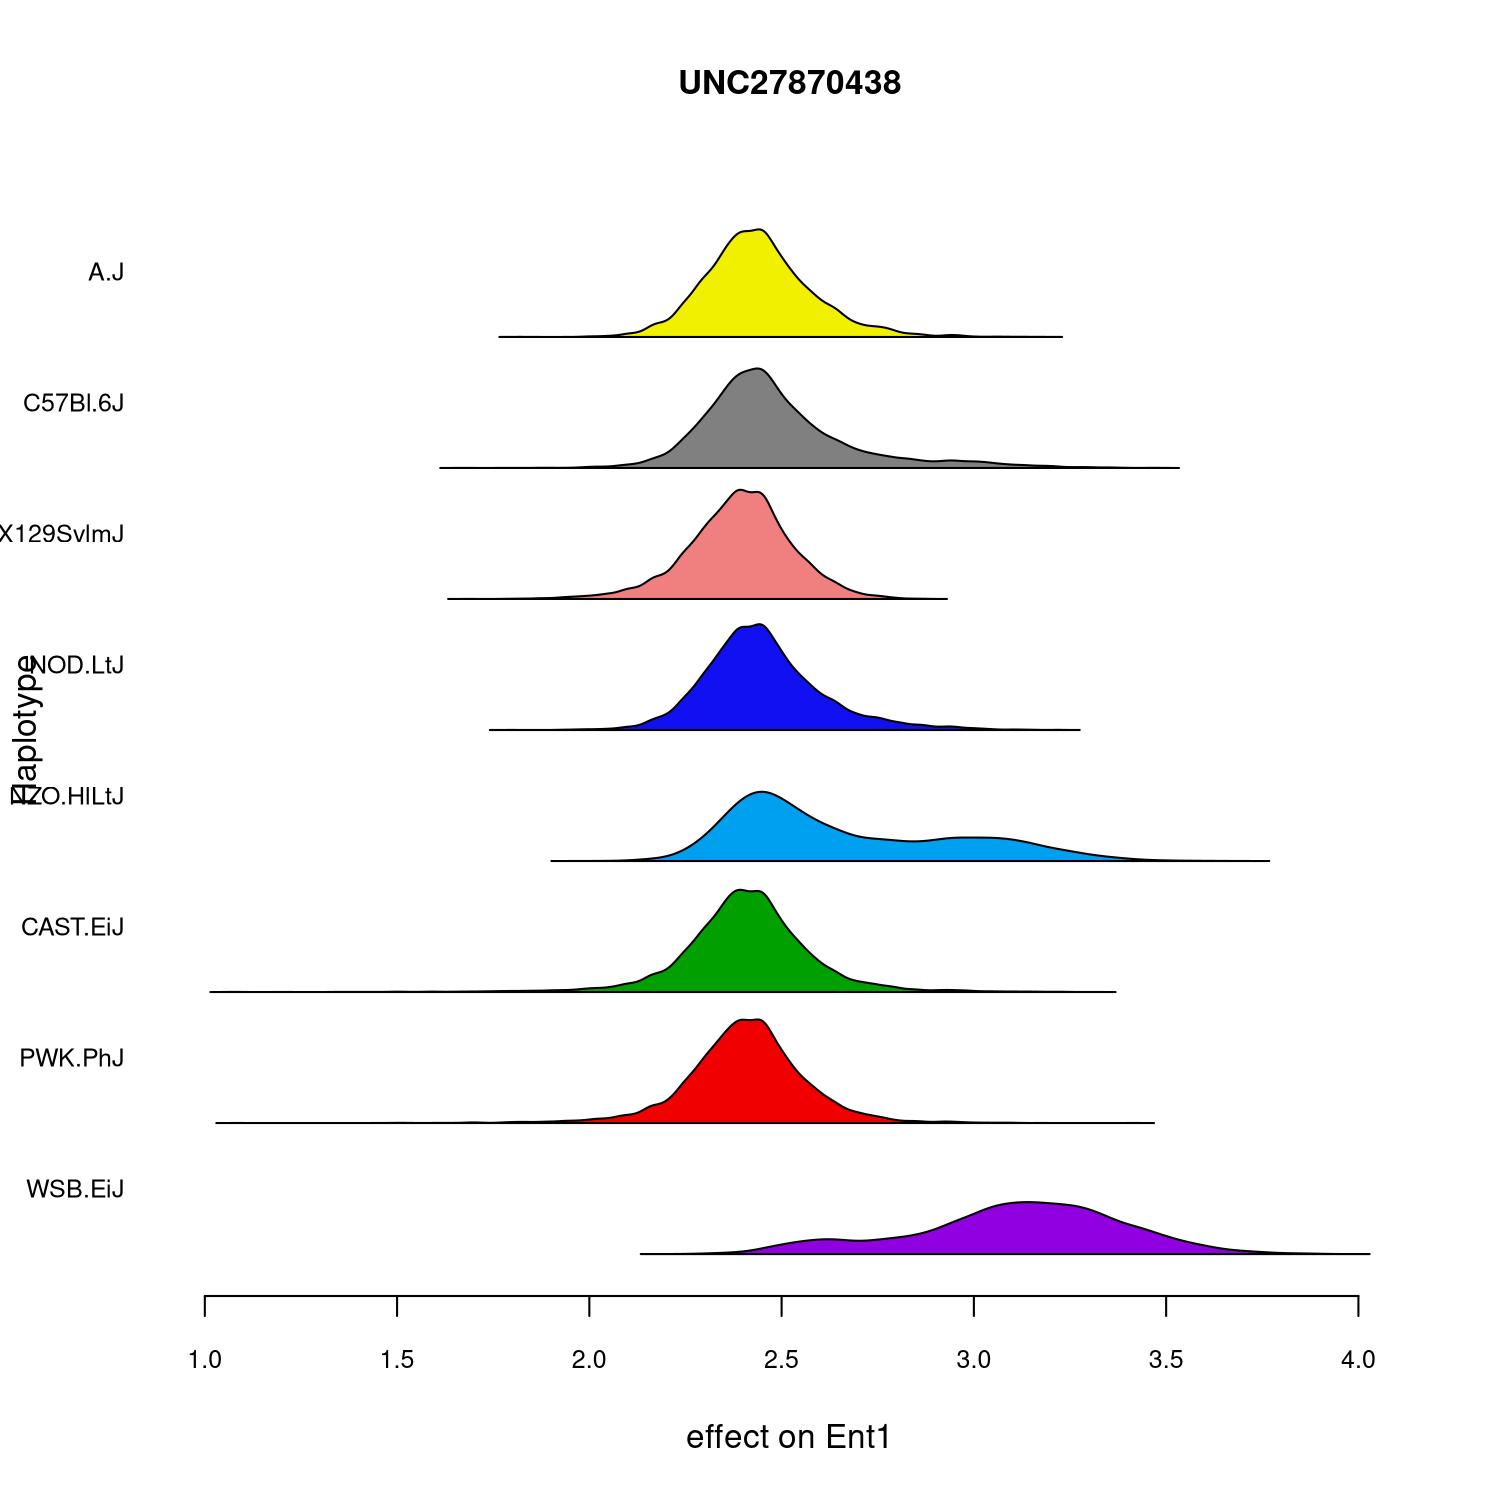 UNC27870438
A.J
C57Bl.6J
X129SvImJ
NOD.LtJ
Haplotype
NZO.HlLtJ
CAST.EiJ
PWK.PhJ
WSB.EiJ
1.0 1.5 2.0 2.5 3.0 3.5 4.0
effect on Ent1